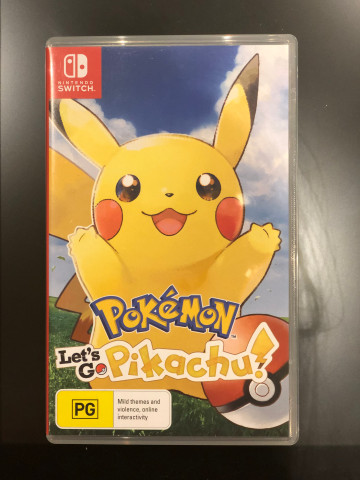 NINTENDO
SWITCH
POKÉMON
Let's
Go
Pikachu!
PG
Mild themes and
violence, online
interactivity